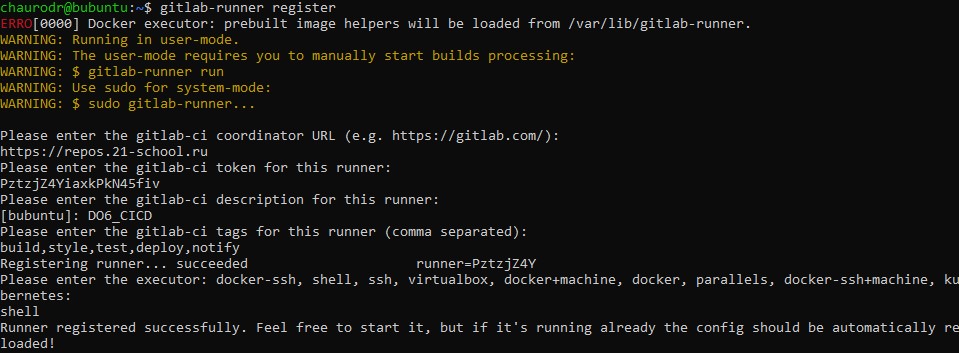 chaurodr@bubuntu:~$ gitlab-runner register
ERRO[0000] Docker executor: prebuilt image helpers will be loaded from /var/lib/gitlab-runner.
WARNING: Running in user-mode.
WARNING: The user-mode requires you to manually start builds processing:
WARNING: $ gitlab-runner run
WARNING: Use sudo for system-mode:
WARNING: $ sudo gitlab-runner...
Please enter the gitlab-ci coordinator URL (e.g. https://gitlab.com/):
https://repos.21-school.ru
Please enter the gitlab-ci token for this runner:
PztzjZ4YiaxkPkN45fiv
Please enter the gitlab-ci description for this runner:
[bubuntu]: DO6_CICD
Please enter the gitlab-ci tags for this runner (comma separated):
build,style,test,deploy,notify
Registering runner... succeeded                     runner=PztzjZ4Y
Please enter the executor: docker-ssh, shell, ssh, virtualbox, docker+machine, docker, parallels, docker-ssh+machine, ku
bernetes:
shell
Runner registered successfully. Feel free to start it, but if it's running already the config should be automatically re
loaded!